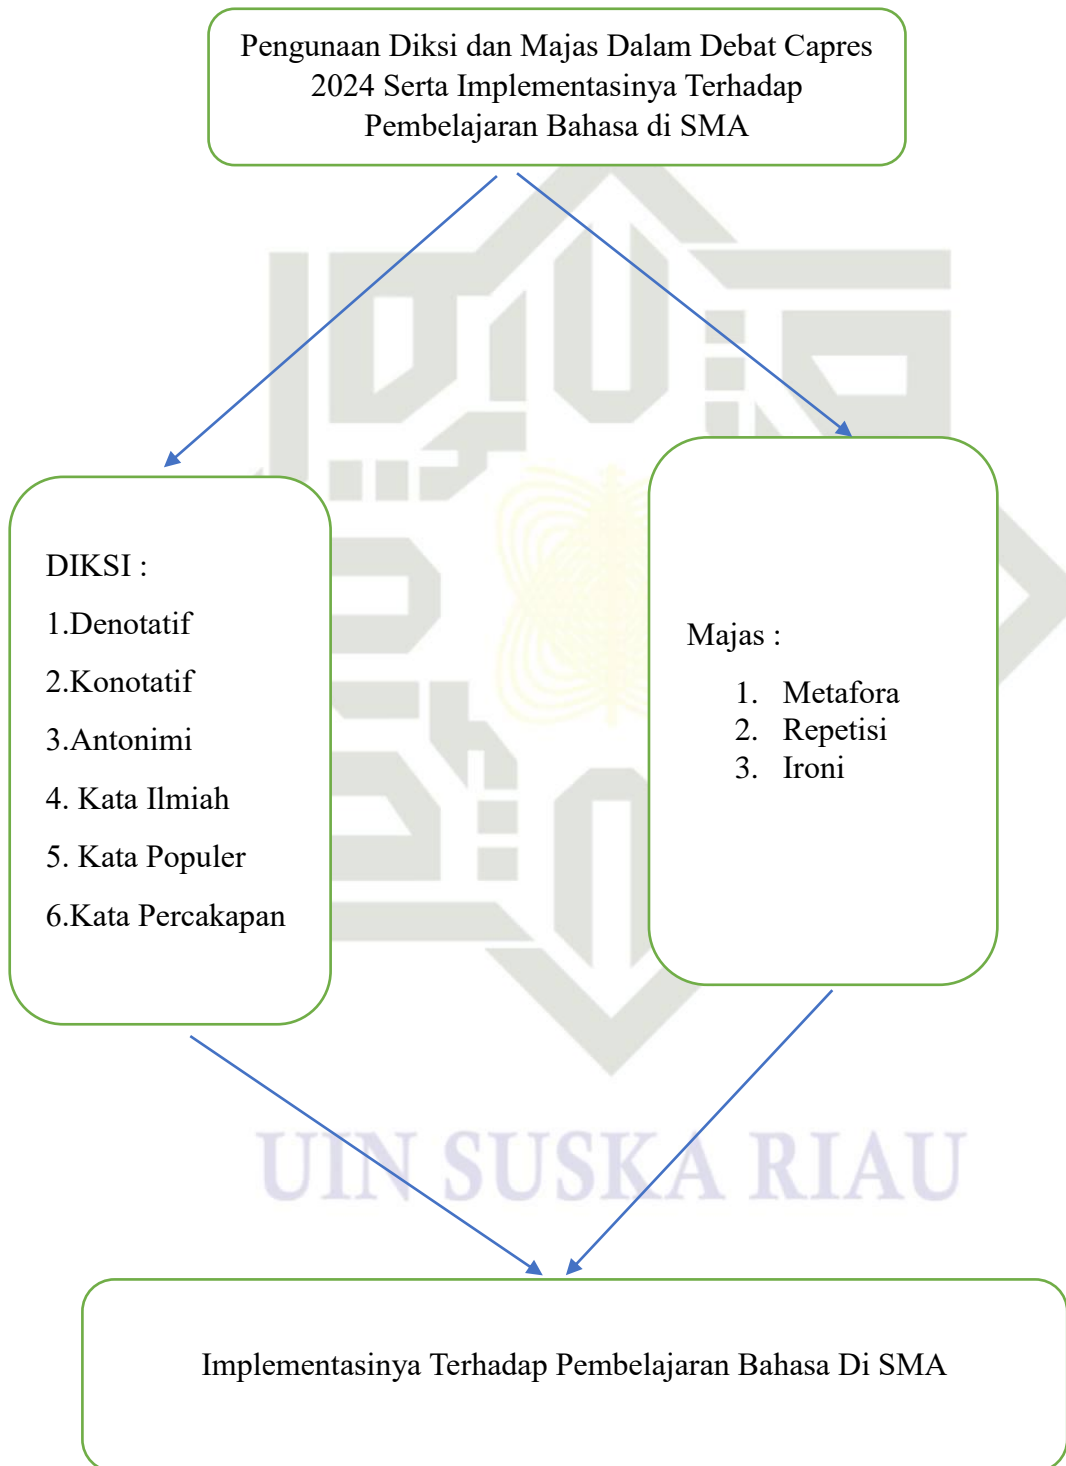 Pengunaan Diksi dan Majas Dalam Debat Capres
2024 Serta Implementasinya Terhadap
Pembelajaran Bahasa di SMA
DIKSI :
1.Denotatif
2.Konotatif
3.Antonimi
4. Kata Ilmiah
5. Kata Populer
6.Kata Percakapan
Majas :
1. Metafora
2. Repetisi
3. Ironi
UIN SUSKA RIAU
Implementasinya Terhadap Pembelajaran Bahasa Di SMA